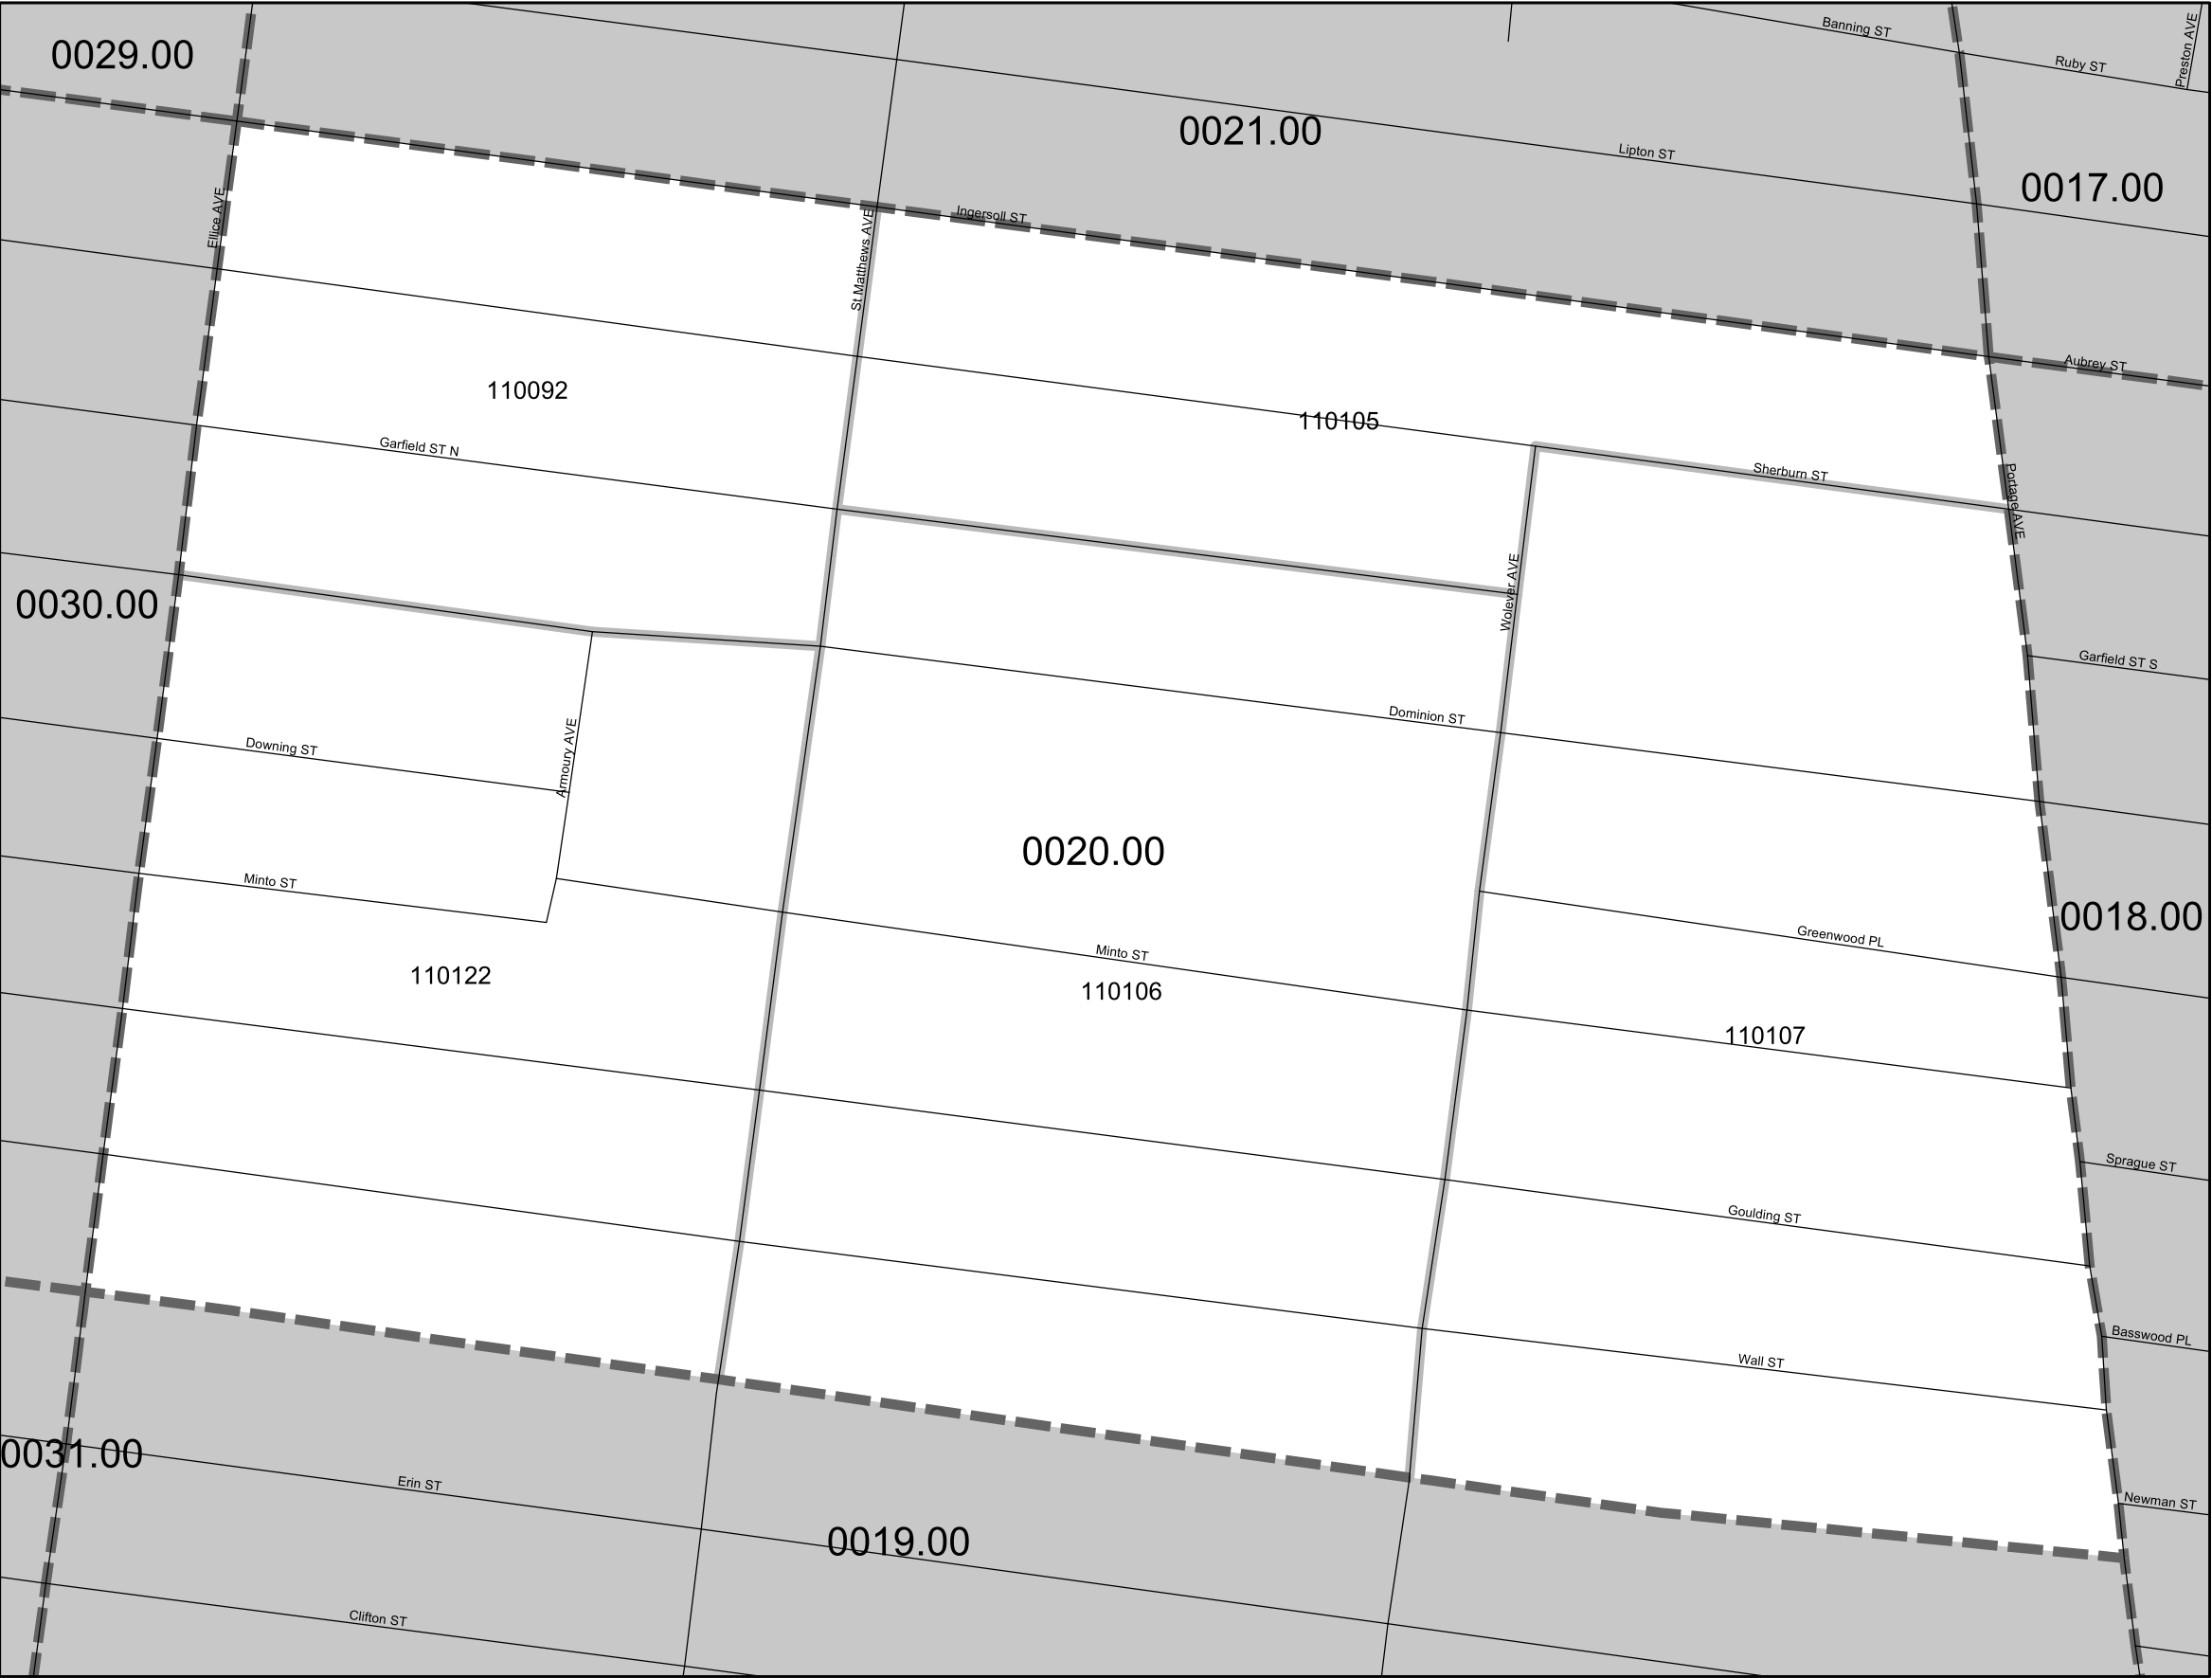 Banning ST
Preston AVE
0029.00
Ruby ST
0021.00
Lipton ST
0017.00
Ellice AVE
St Matthews AVE
Ingersoll ST
Aubrey ST
110092
110105
Garfield ST N
Sherburn ST
Portage AVE
Wolever AVE
0030.00
Garfield ST S
Dominion ST
Downing ST
Armoury AVE
0020.00
Minto ST
0018.00
Greenwood PL
Minto ST
110122
110106
110107
Sprague ST
Goulding ST
Basswood PL
Wall ST
0031.00
Erin ST
Newman ST
0019.00
Clifton ST